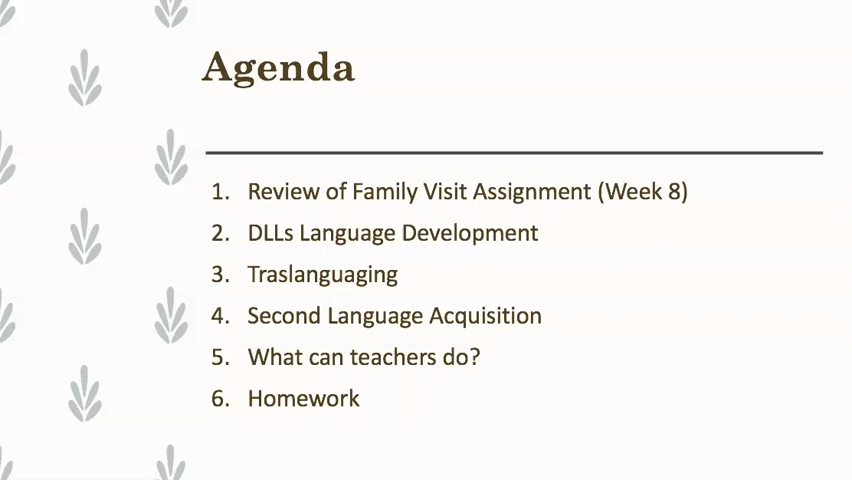 Agenda
1. Review of Family Visit Assignment (Week 8)
2. DLLs Language Development
3. Traslanguaging
4. Second Language Acquisition
5. What can teachers do?
6. Homework